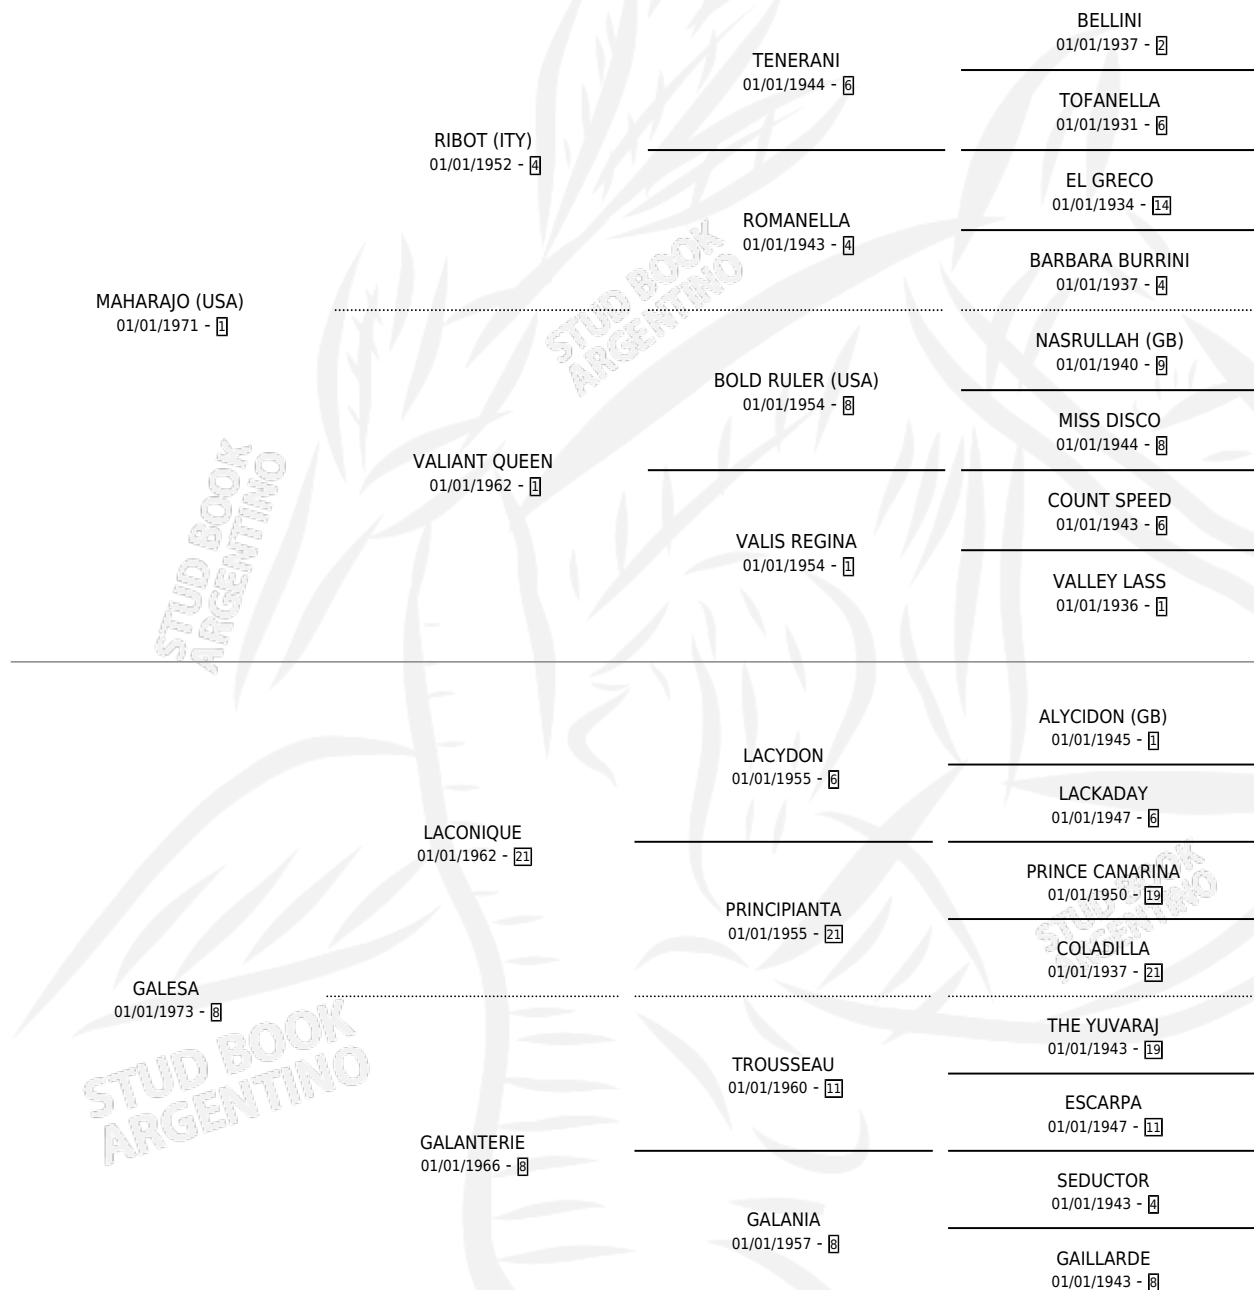 BELLINI
01/01/1937 - 2
TENERANI
01/01/1944 - 6
TOFANELLA
01/01/1931 - 6
RIBOT (ITY)
01/01/1952 - 4
EL GRECO
01/01/1934 - 14
ROMANELLA
01/01/1943 - 4
BARBARA BURRINI
01/01/1937 - 4
MAHARAJO (USA)
01/01/1971 - 1
STUD BOOK
ARGENTINO
NASRULLAH (GB)
01/01/1940 - 9
BOLD RULER (USA)
01/01/1954 - 8
MISS DISCO
01/01/1944 - 8
VALIANT QUEEN
01/01/1962 - 1
COUNT SPEED
01/01/1943 - 6
VALIS REGINA
01/01/1954 - 1
VALLEY LASS
01/01/1936 - 1
STUD BOOK
ARGENTINO
ALYCIDON (GB)
01/01/1945 - 1
LACYDON
01/01/1955 - 6
LACKADAY
01/01/1947 - 6
LACONIQUE
01/01/1962 - 21
PRINCE CANARINA
01/01/1950 - 19
PRINCIPIANTA
01/01/1955 - 21
COLADILLA
01/01/1937 - 21
STUD BOOK
ARGENTINO
GALESA
01/01/1973 - 8
STUD BOOK
ARGENTINO
THE YUVARAJ
01/01/1943 - 19
TROUSSEAU
01/01/1960 - 11
ESCARPA
01/01/1947 - 11
GALANTERIE
01/01/1966 - 8
SEDUCTOR
01/01/1943 - 4
GALANIA
01/01/1957 - 8
GAILLARDE
01/01/1943 - 8